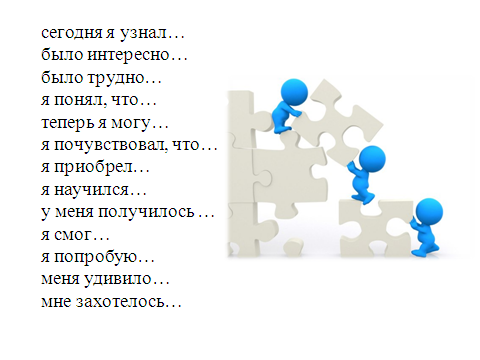 сегодня я узнал…
было интересно…
было трудно…
я понял, что…
теперь я могу…
я почувствовал, что…
я приобрел…
я научился…
у меня получилось …
я смог…
я попробую…
меня удивило…
мне захотелось…